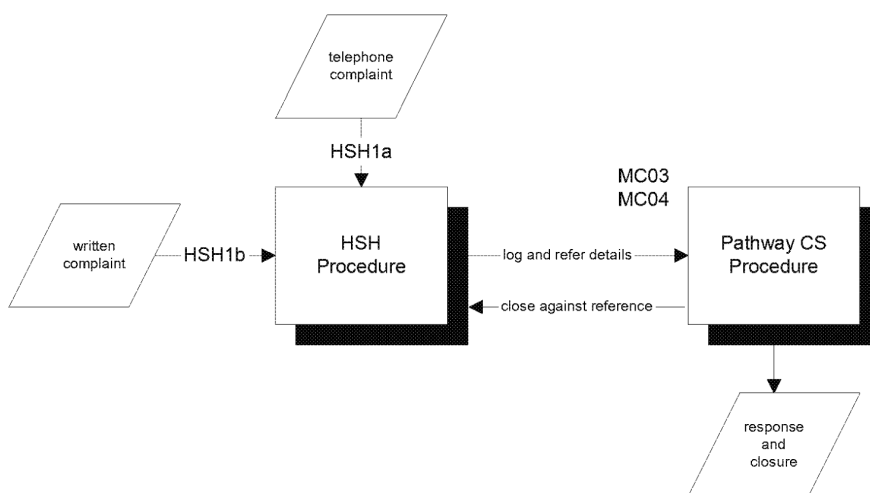 telephone
complaint
HSH1a
MC03
MC04
written
complaint
HSH1b
HSH
Procedure
log and refer details
Pathway CS
Procedure
close against reference
response
and
closure